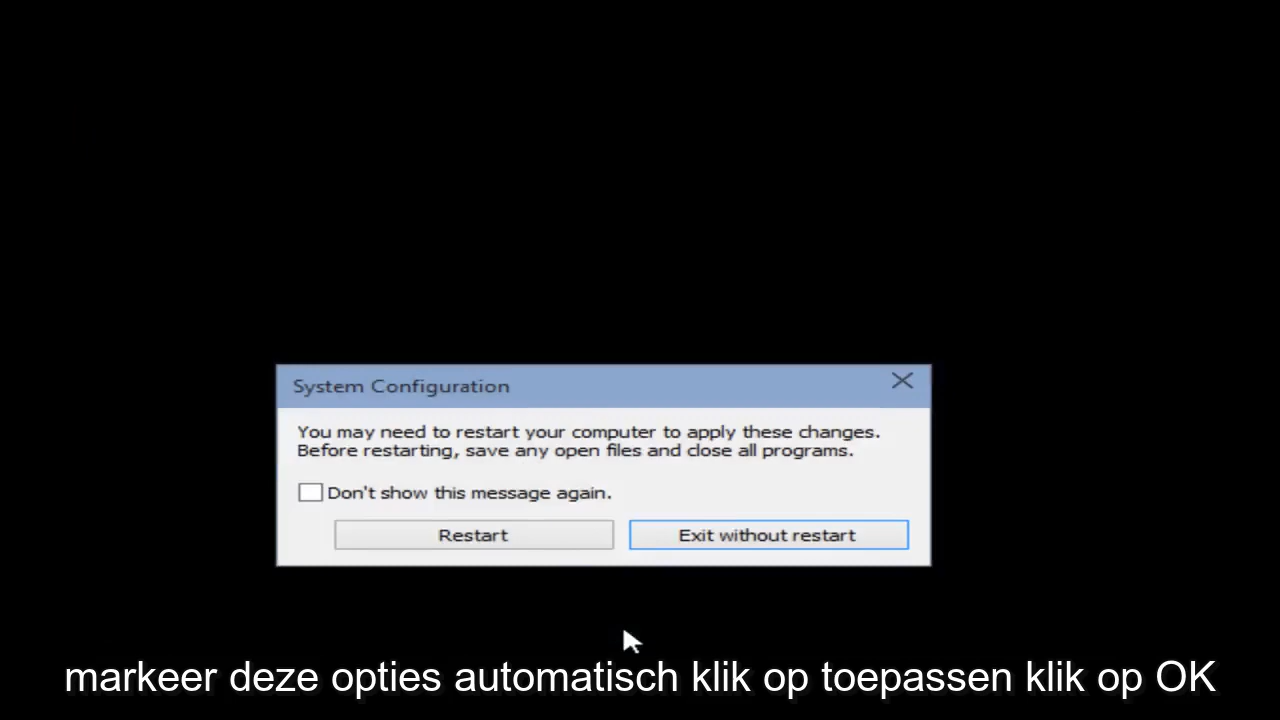 System Configuration
You may need to restart your computer to apply these changes.
Before restarting, save any open files and close all programs.
Don't show this message again.
Restart
Exit without restart
markeer deze opties automatisch klik op toepassen klik op OK